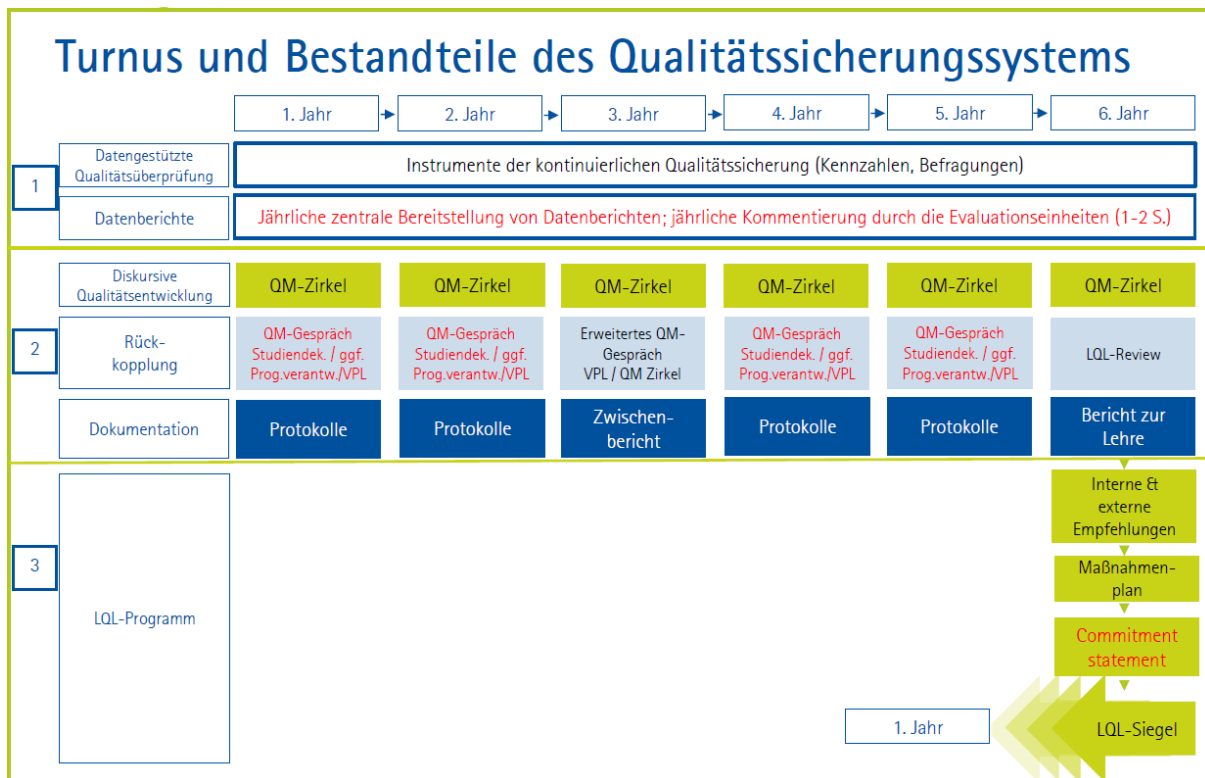 Turnus und Bestandteile des Qualitätssicherungssystems
1. Jahr
2. Jahr
3. Jahr
4. Jahr
5. Jahr
6. Jahr
1
Datengestützte
Qualitätsüberprüfung
Instrumente der kontinuierlichen Qualitätssicherung (Kennzahlen, Befragungen)
Datenberichte
Jährliche zentrale Bereitstellung von Datenberichten; jährliche Kommentierung durch die Evaluationseinheiten (1-2 S.)
2
Diskursive
Qualitätsentwicklung
QM-Zirkel
QM-Zirkel
QM-Zirkel
QM-Zirkel
QM-Zirkel
QM-Zirkel
Rück-
kopplung
QM-Gespräch
Studiendek. / ggf.
Prog.verantw./VPL
QM-Gespräch
Studiendek. / ggf.
Prog.verantw./VPL
Erweitertes QM-
Gespräch
VPL / QM Zirkel
QM-Gespräch
Studiendek. / ggf.
Prog.verantw./VPL
QM-Gespräch
Studiendek. / ggf.
Prog.verantw./VPL
LQL-Review
Dokumentation
Protokolle
Protokolle
Zwischen-
bericht
Protokolle
Protokolle
Bericht zur
Lehre
3
LQL-Programm
Interne &
externe
Empfehlungen
Maßnahmen-
plan
Commitment
statement
1. Jahr
LQL-Siegel